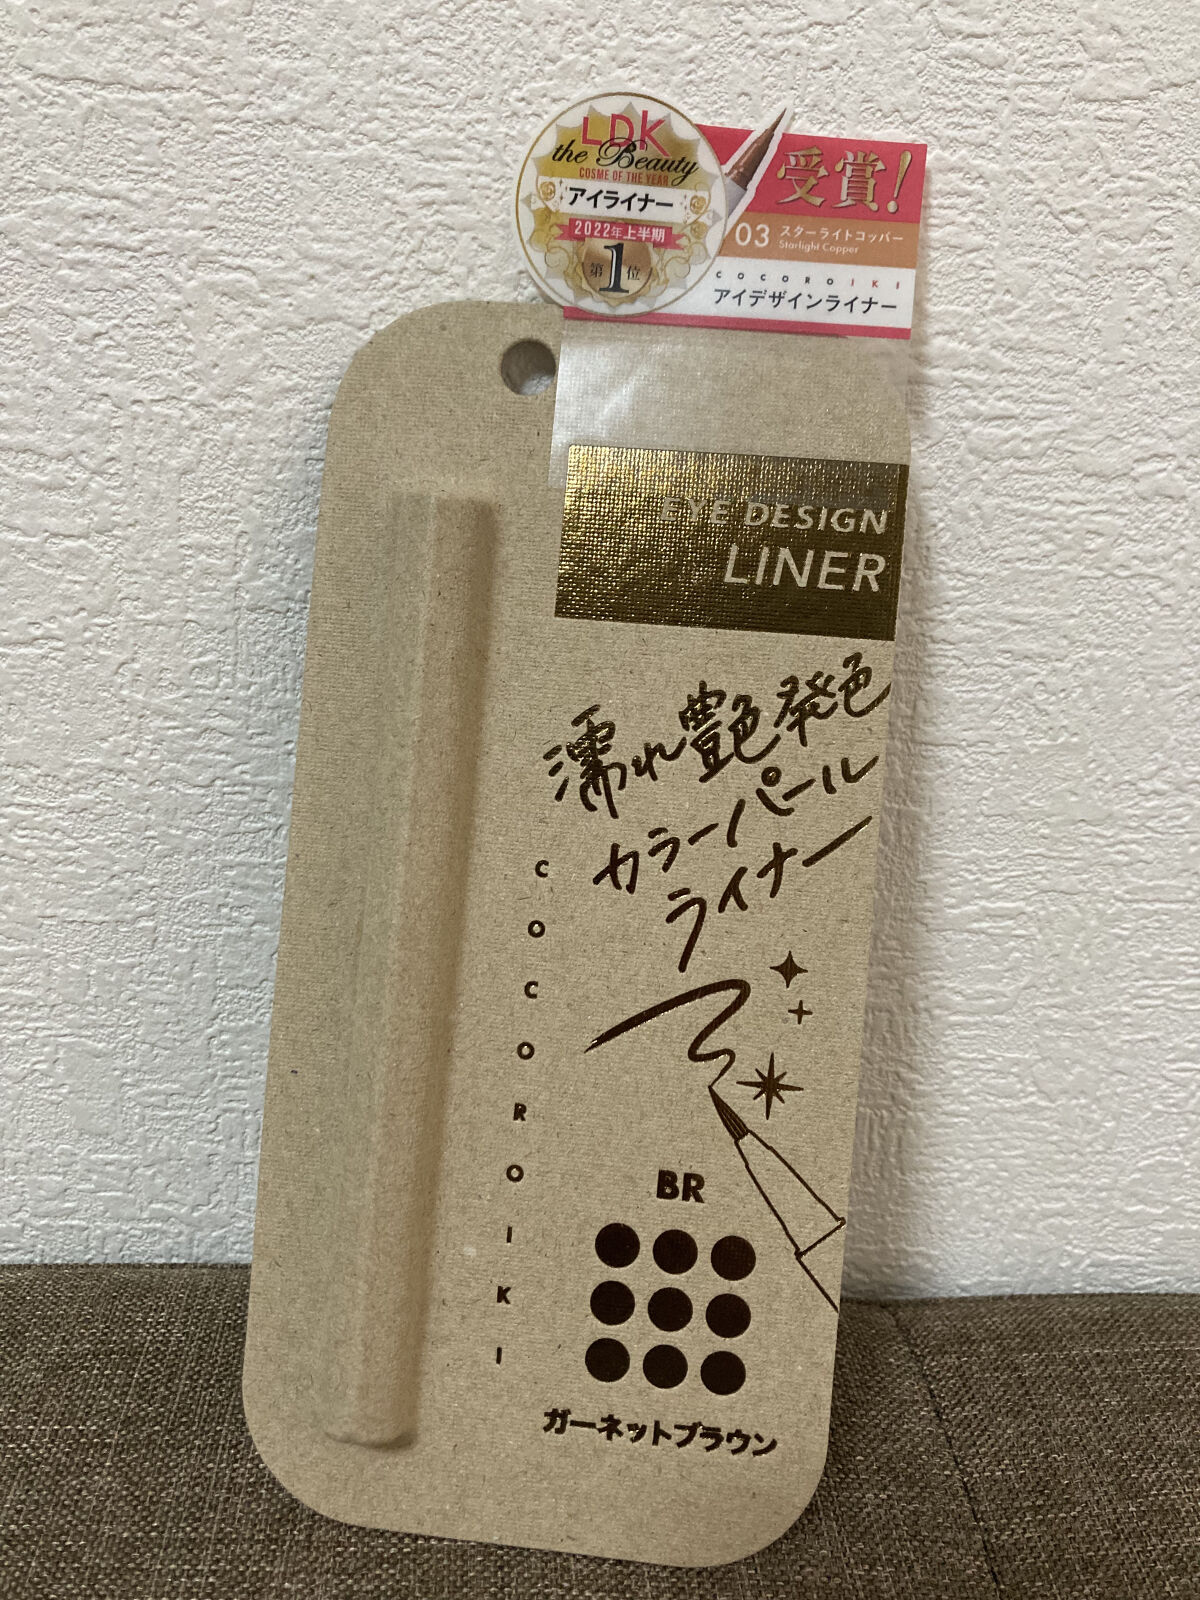 LDK
the Beauty
COSME OF THE YEAR
アイライナー
2022年上半期
第1位
受賞!
03 スターライトコッパー
Starlight Copper
COCOROIKI
アイデザインライナー
EYE DESIGN
LINER
濡れ艶色発色
カラーパール
ライナー
COCOROIKI
BR
ガーネットブラウン